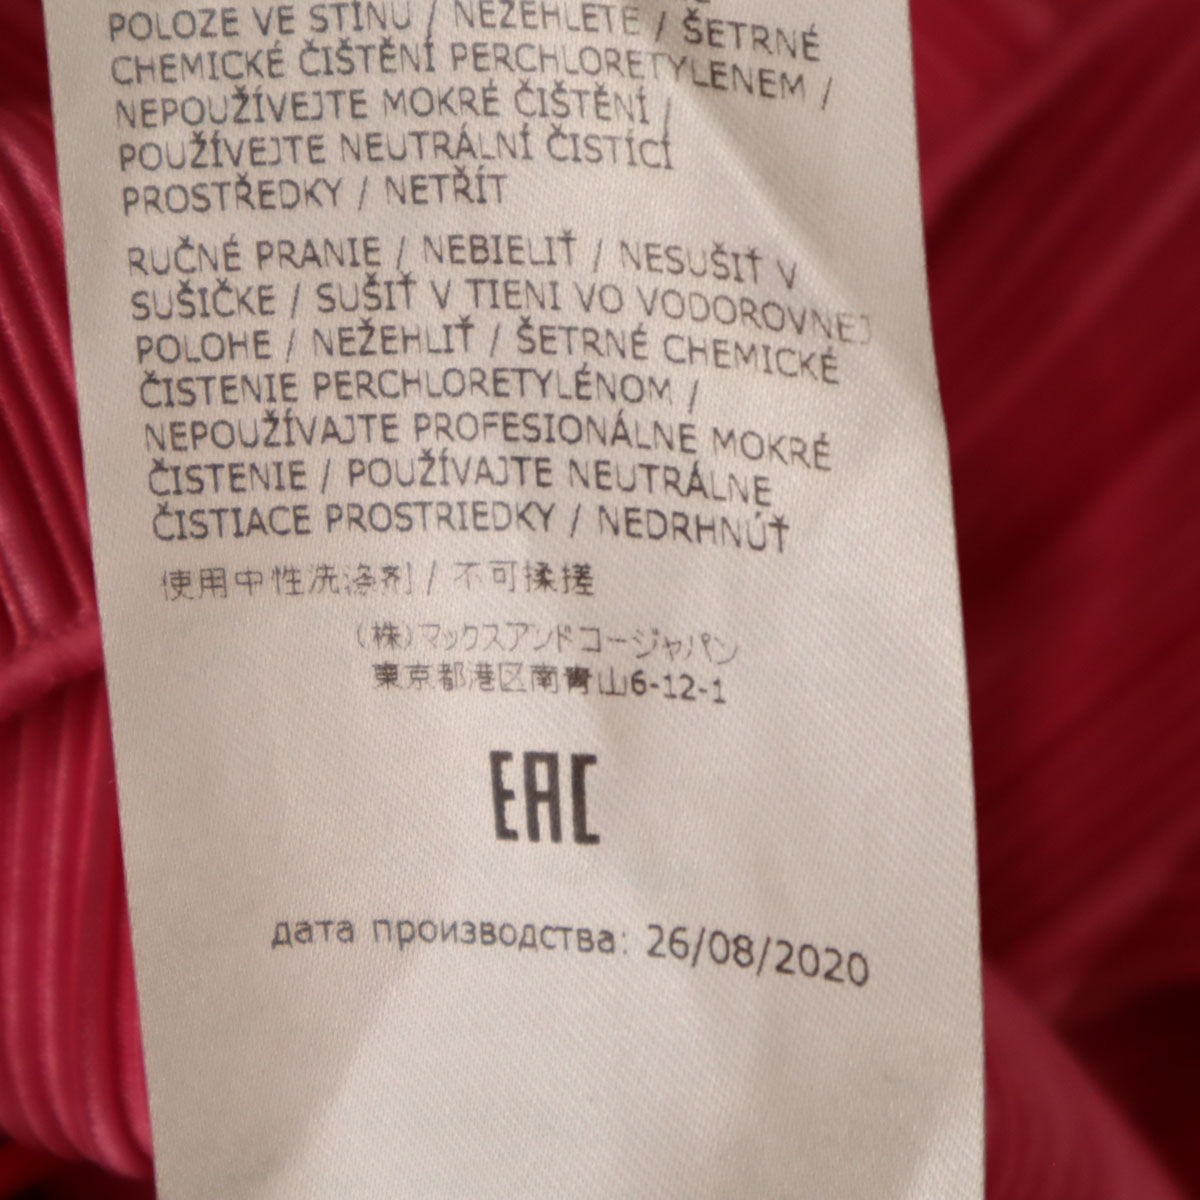 POLOZE VE STÍNU / NEŽEHLETE / ŠETRNÉ
CHEMICKÉ ČIŠTĚNÍ PERCHLORETYLENEM /
NEPOUŽÍVEJTE MOKRÉ ČIŠTĚNÍ /
POUŽÍVEJTE NEUTRÁLNÍ ČISTÍCÍ
PROSTŘEDKY / NETŘÍT
RUČNÉ PRANIE / NEBIELIŤ / NESUŠIŤ V
SUŠIČKE / SUŠIŤ V TIENI VO VODOROVNEJ
POLOHE / NEŽEHLIŤ / ŠETRNÉ CHEMICKÉ
ČISTENIE PERCHLORETYLÉNOM /
NEPOUŽÍVAJTE PROFESIONÁLNE MOKRÉ
ČISTENIE / POUŽÍVAJTE NEUTRÁLNE
ČISTIACE PROSTRIEDKY / NEDRHNÚŤ
使用中性洗涤剂 / 不可揉搓
(株)マックスアンドコージャパン
東京都港区南青山6-12-1
EAC
дата производства: 26/08/2020